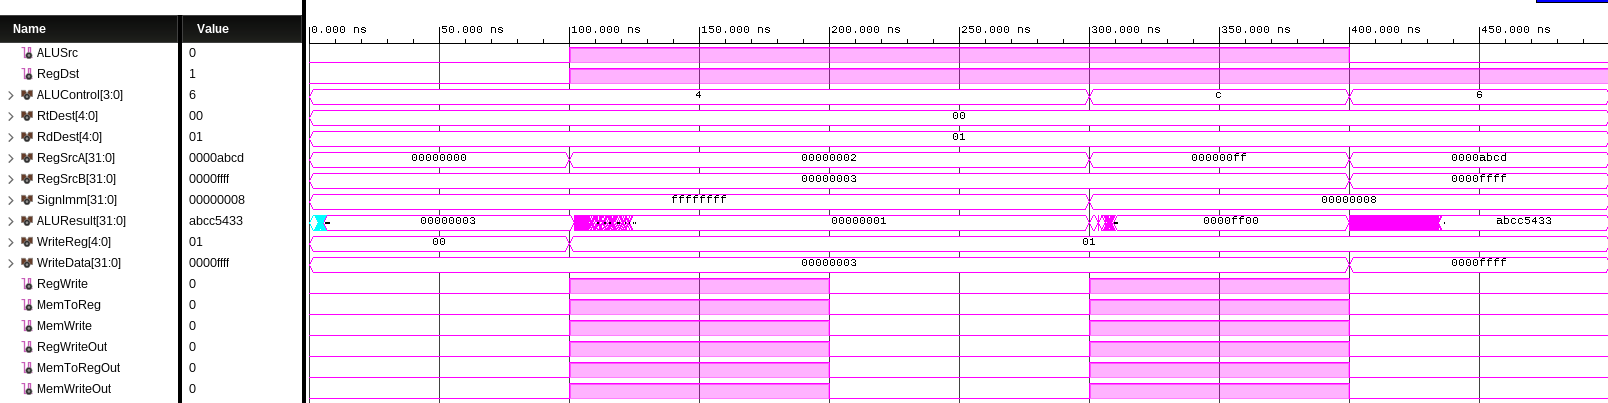 Name Value 0.000 ns 50.000 ns 100.000 ns 150.000 ns 200.000 ns 250.000 ns 300.000 ns 350.000 ns 400.000 ns 450.000 ns
ALUSrc 0
RegDst 1
ALUControl[3:0] 6 4 c 6
RtDest[4:0] 00 00
RdDest[4:0] 01 01
RegSrcA[31:0] 0000abcd 00000000 00000002 000000ff 0000abcd
RegSrcB[31:0] 0000ffff 00000003 0000ffff
SignImm[31:0] 00000008 ffffffff 00000008
ALUResult[31:0] abcc5433 00000003 00000001 0000ff00 abcc5433
WriteReg[4:0] 01 00 01
WriteData[31:0] 0000ffff 00000003 0000ffff
RegWrite 0
MemToReg 0
MemWrite 0
RegWriteOut 0
MemToRegOut 0
MemWriteOut 0